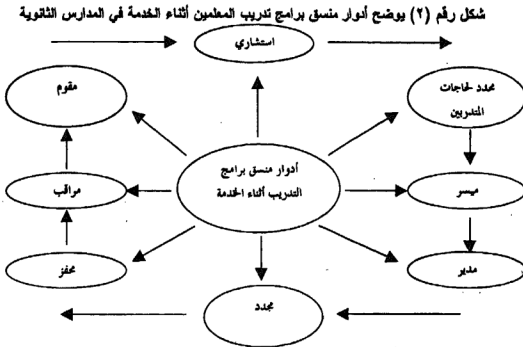 شكل رقم (٢) يوضح أدوار منسق برامج تدريب المعلمين أثناء الخدمة في المدارس الثانوية
استشاري
محدد لحاجات
المتدربين
مقوم
أدوار منسق برامج
التدريب أثناء الخدمة
ميسر
مراقب
مدير
محفز
مجدد